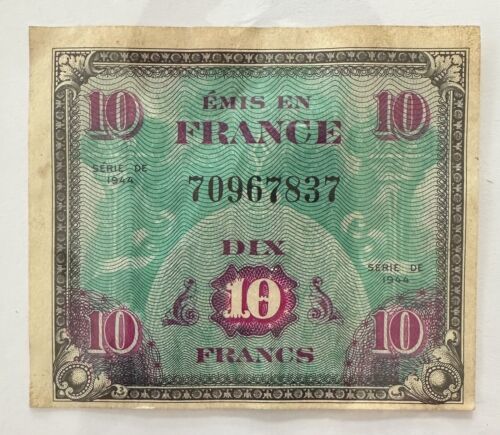 10 ÉMIS EN 10
FRANCE
SÉRIE DE
1944
70967837
DIX
SÉRIE DE
1944
10
10 10
FRANCS